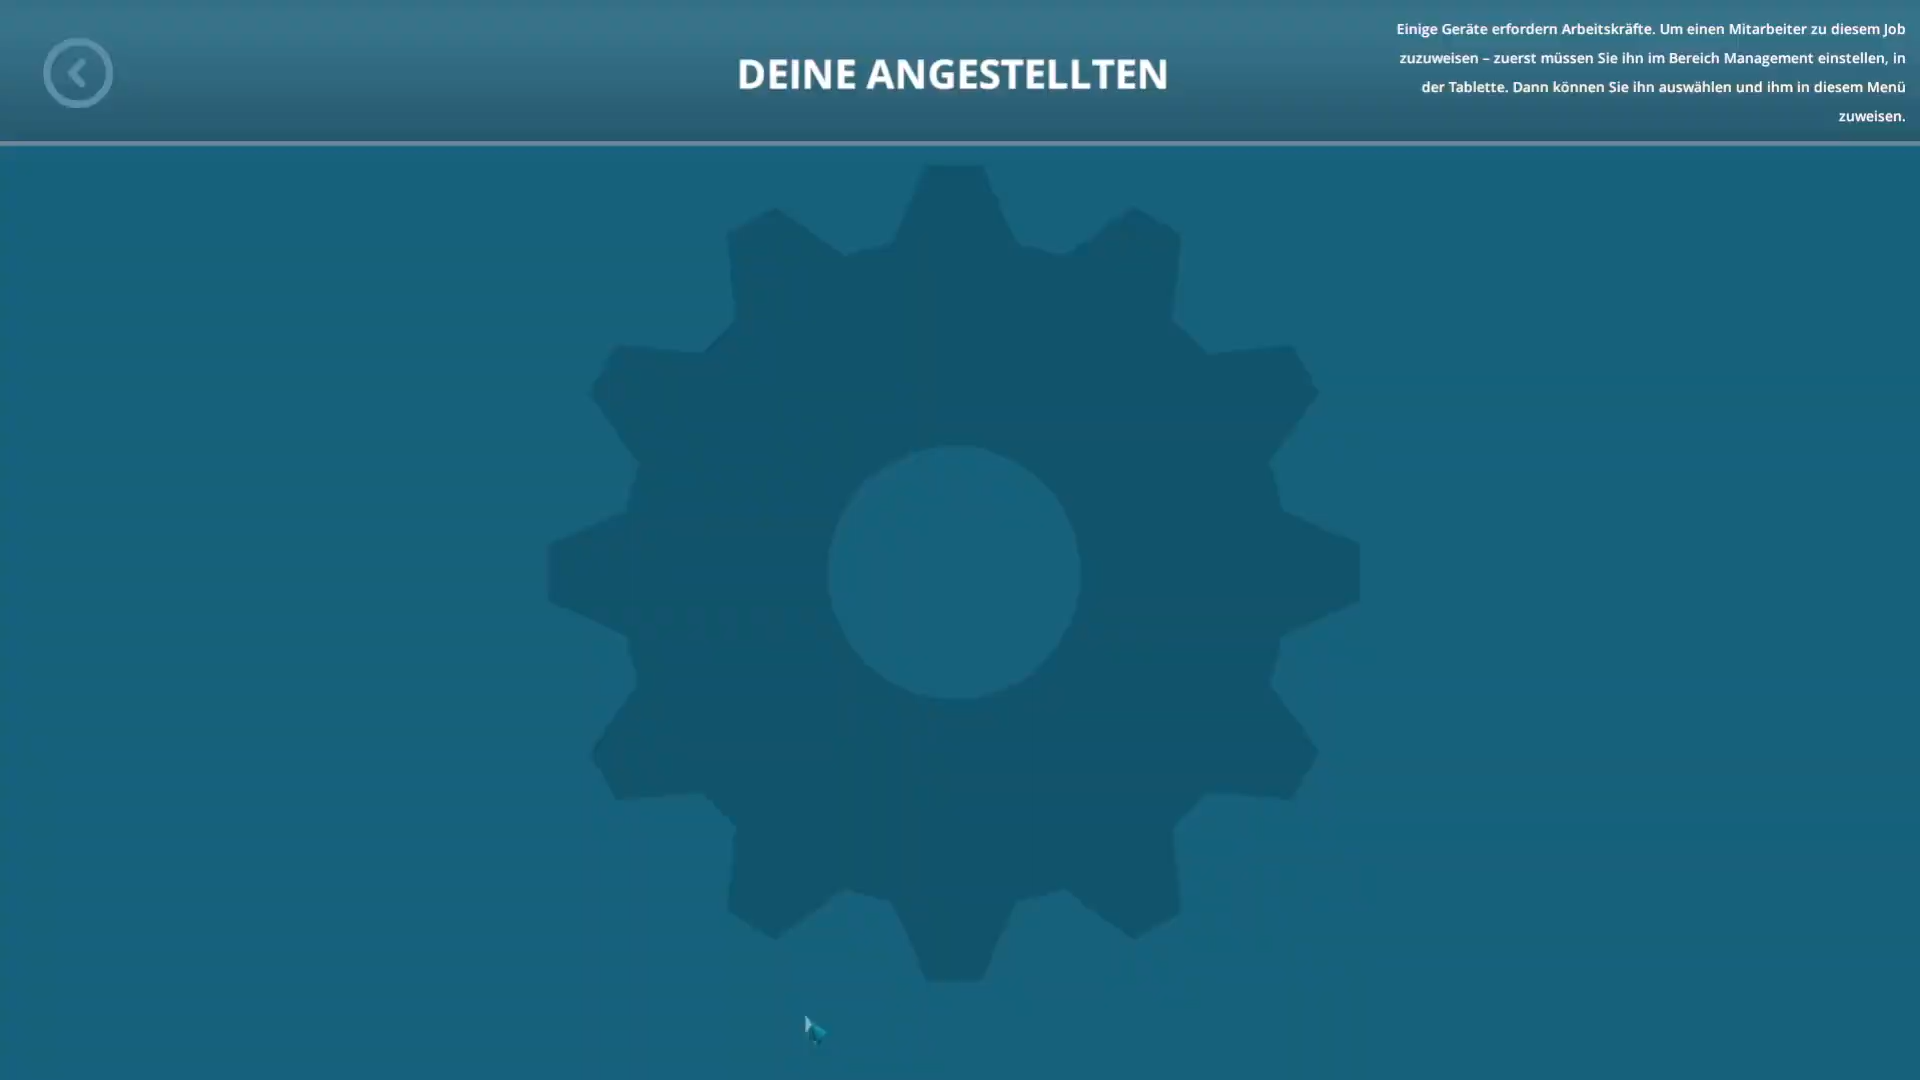 DEINE ANGESTELLTEN
Einige Geräte erfordern Arbeitskräfte. Um einen Mitarbeiter zu diesem Job
zuzuweisen – zuerst müssen Sie ihn im Bereich Management einstellen, in
der Tablette. Dann können Sie ihn auswählen und ihm in diesem Menü
zuweisen.